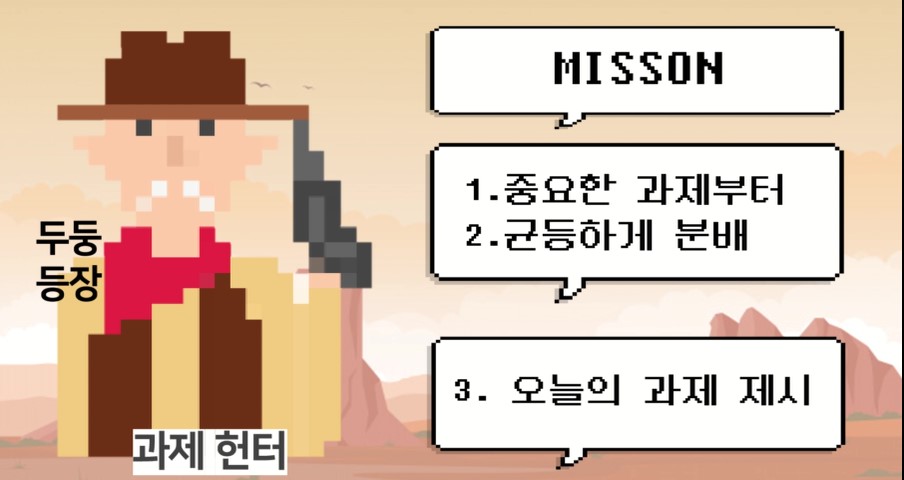 MISSON
1.중요한 과제부터
2.균등하게 분배
3. 오늘의 과제 제시
두둥
등장
과제 헌터